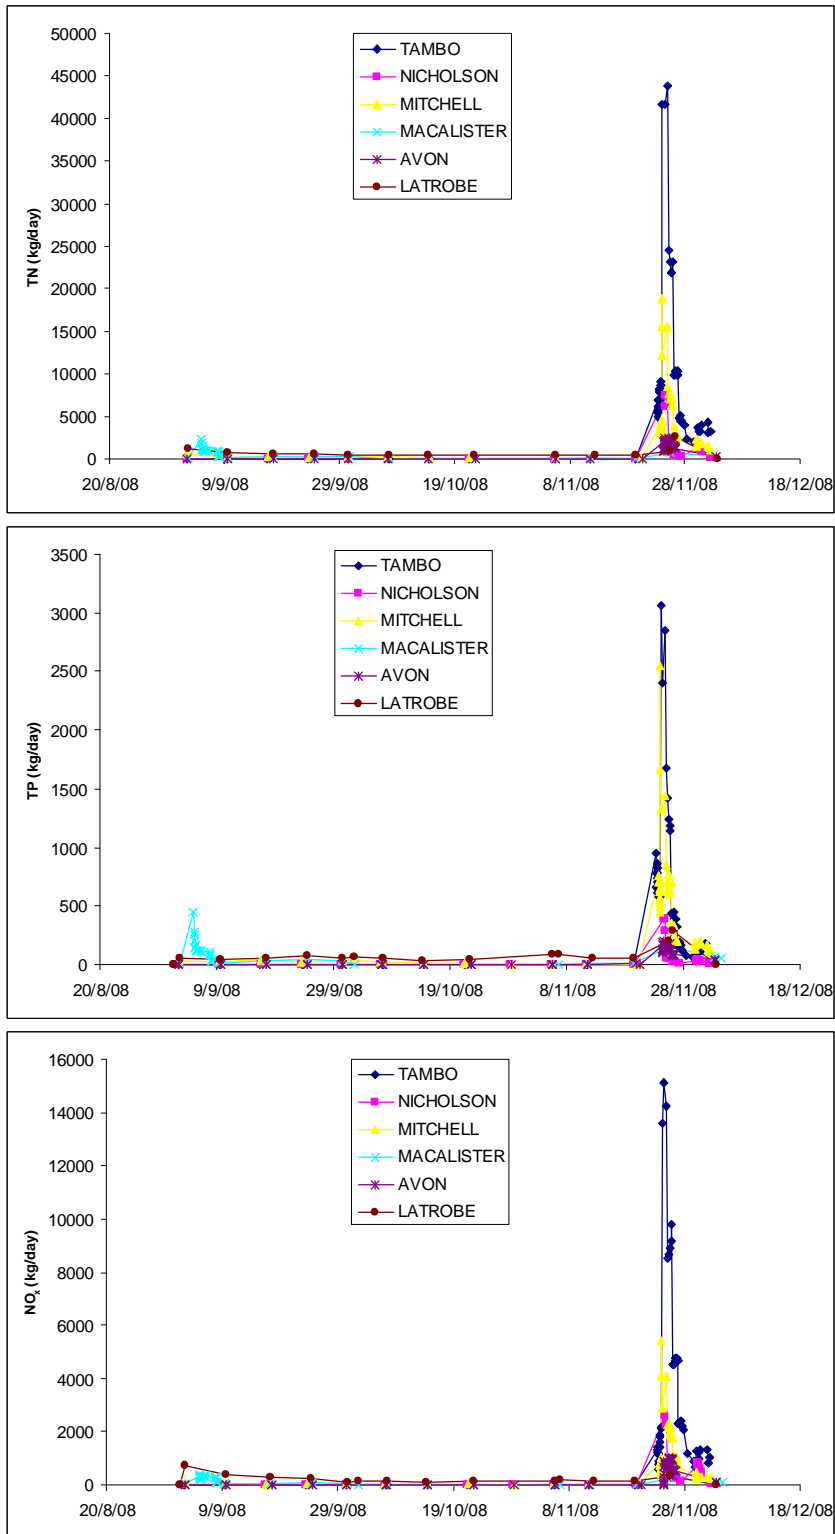 50000
45000
40000
35000
30000
25000
20000
15000
10000
5000
0
TN (kg/day)
TAMBO
NICHOLSON
MITCHELL
MACALISTER
AVON
LATROBE
20/8/08 9/9/08 29/9/08 19/10/08 8/11/08 28/11/08 18/12/08
3500
3000
2500
2000
1500
1000
500
0
TP (kg/day)
TAMBO
NICHOLSON
MITCHELL
MACALISTER
AVON
LATROBE
20/8/08 9/9/08 29/9/08 19/10/08 8/11/08 28/11/08 18/12/08
16000
14000
12000
10000
8000
6000
4000
2000
0
NOx (kg/day)
TAMBO
NICHOLSON
MITCHELL
MACALISTER
AVON
LATROBE
20/8/08 9/9/08 29/9/08 19/10/08 8/11/08 28/11/08 18/12/08